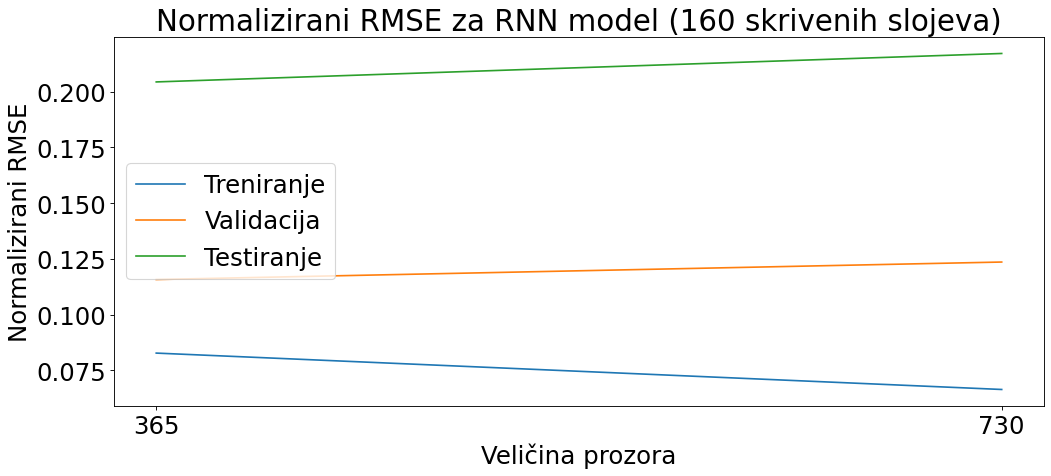 Normalizirani RMSE za RNN model (160 skrivenih slojeva)
Normalizirani RMSE
0.200
0.175
0.150
0.125
0.100
0.075
Treniranje
Validacija
Testiranje
365
730
Veličina prozora